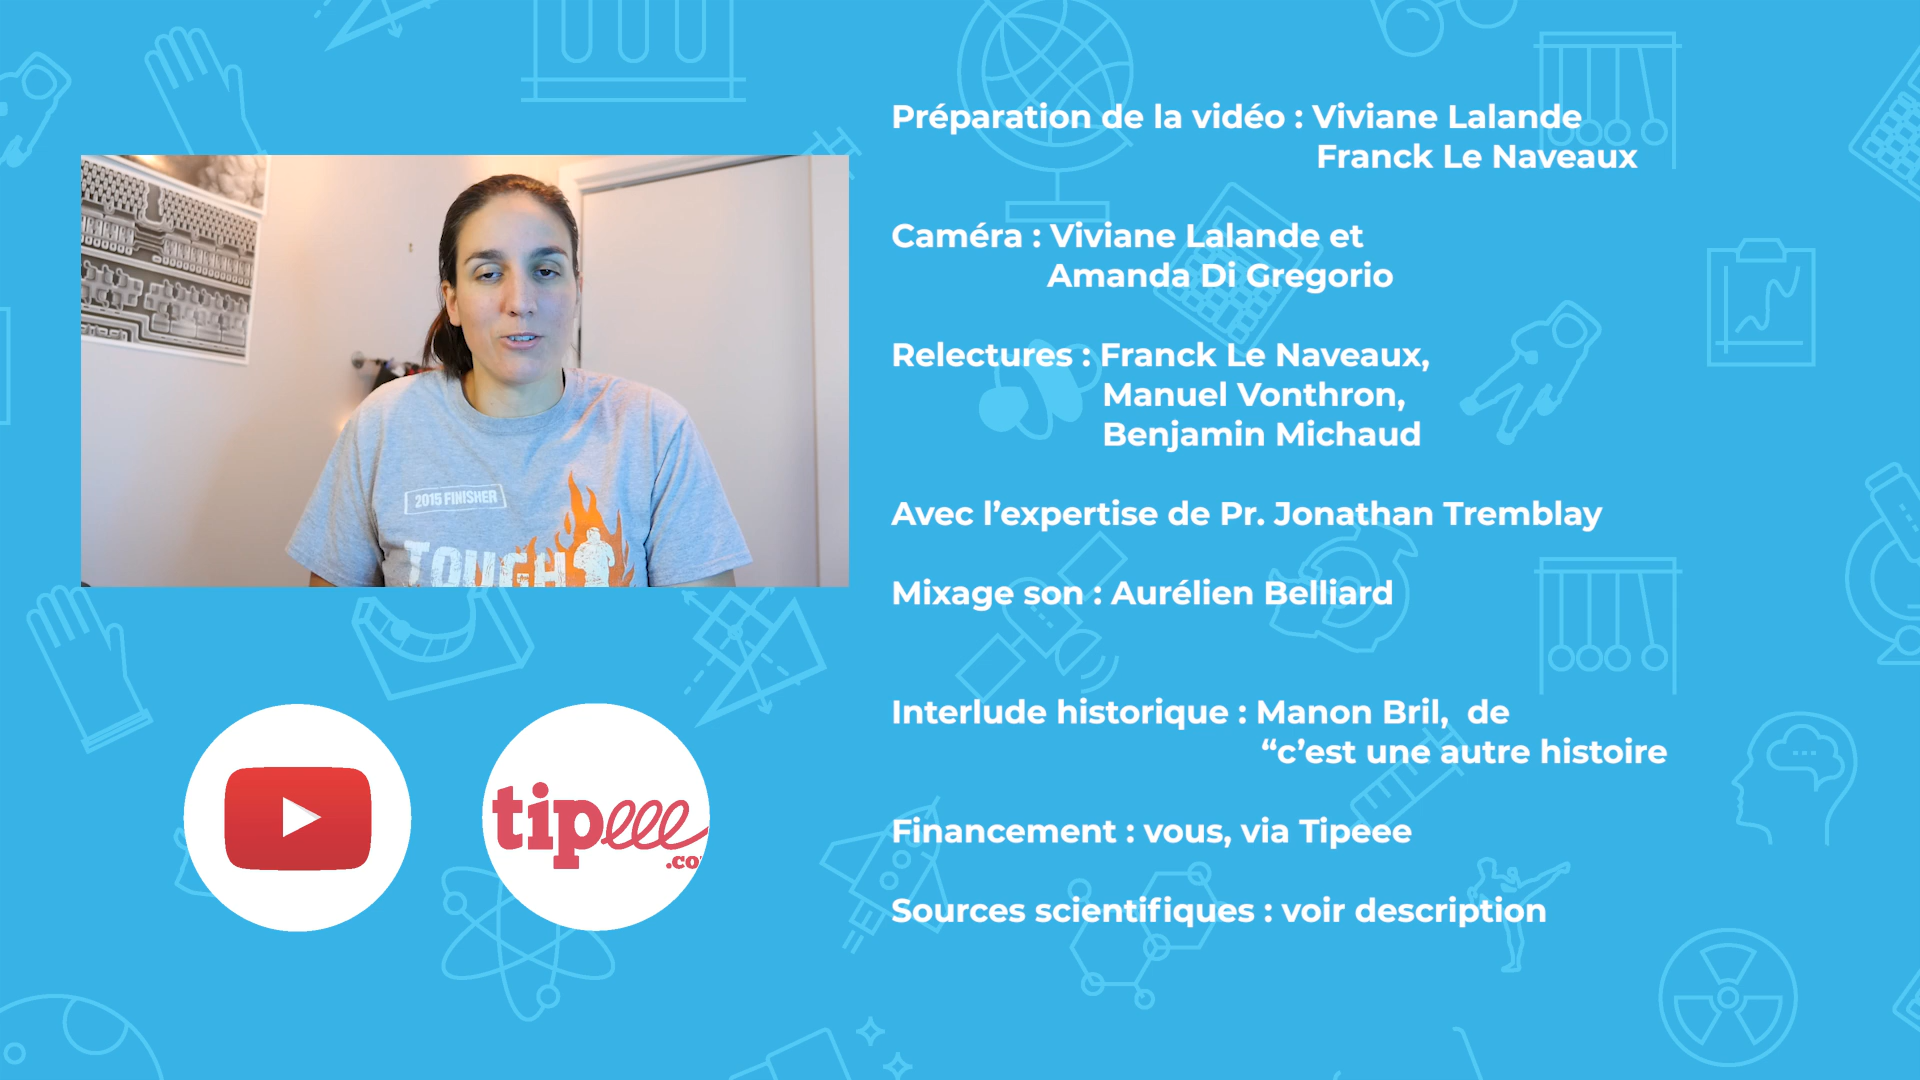 Préparation de la vidéo : Viviane Lalande
Franck Le Naveaux
Caméra : Viviane Lalande et
Amanda Di Gregorio
Relectures : Franck Le Naveaux,
Manuel Vonthron,
Benjamin Michaud
Avec l’expertise de Pr. Jonathan Tremblay
Mixage son : Aurélien Belliard
Interlude historique : Manon Bril, de
“c’est une autre histoire
Financement : vous, via Tipeee
Sources scientifiques : voir description
2015 FINISHER
TOUGH
tipeee
.co